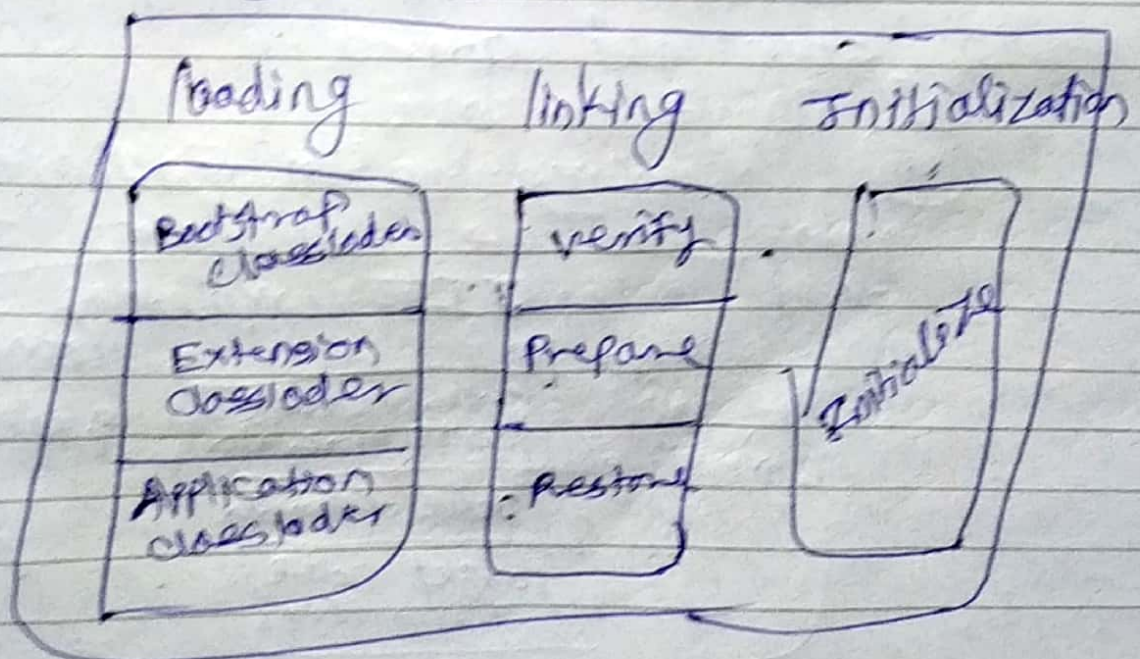 loading
linking
Initialization
Bootstrap
classloder
Extension
classloder
Application
classloder
verify
Prepare
Restore
Initialize